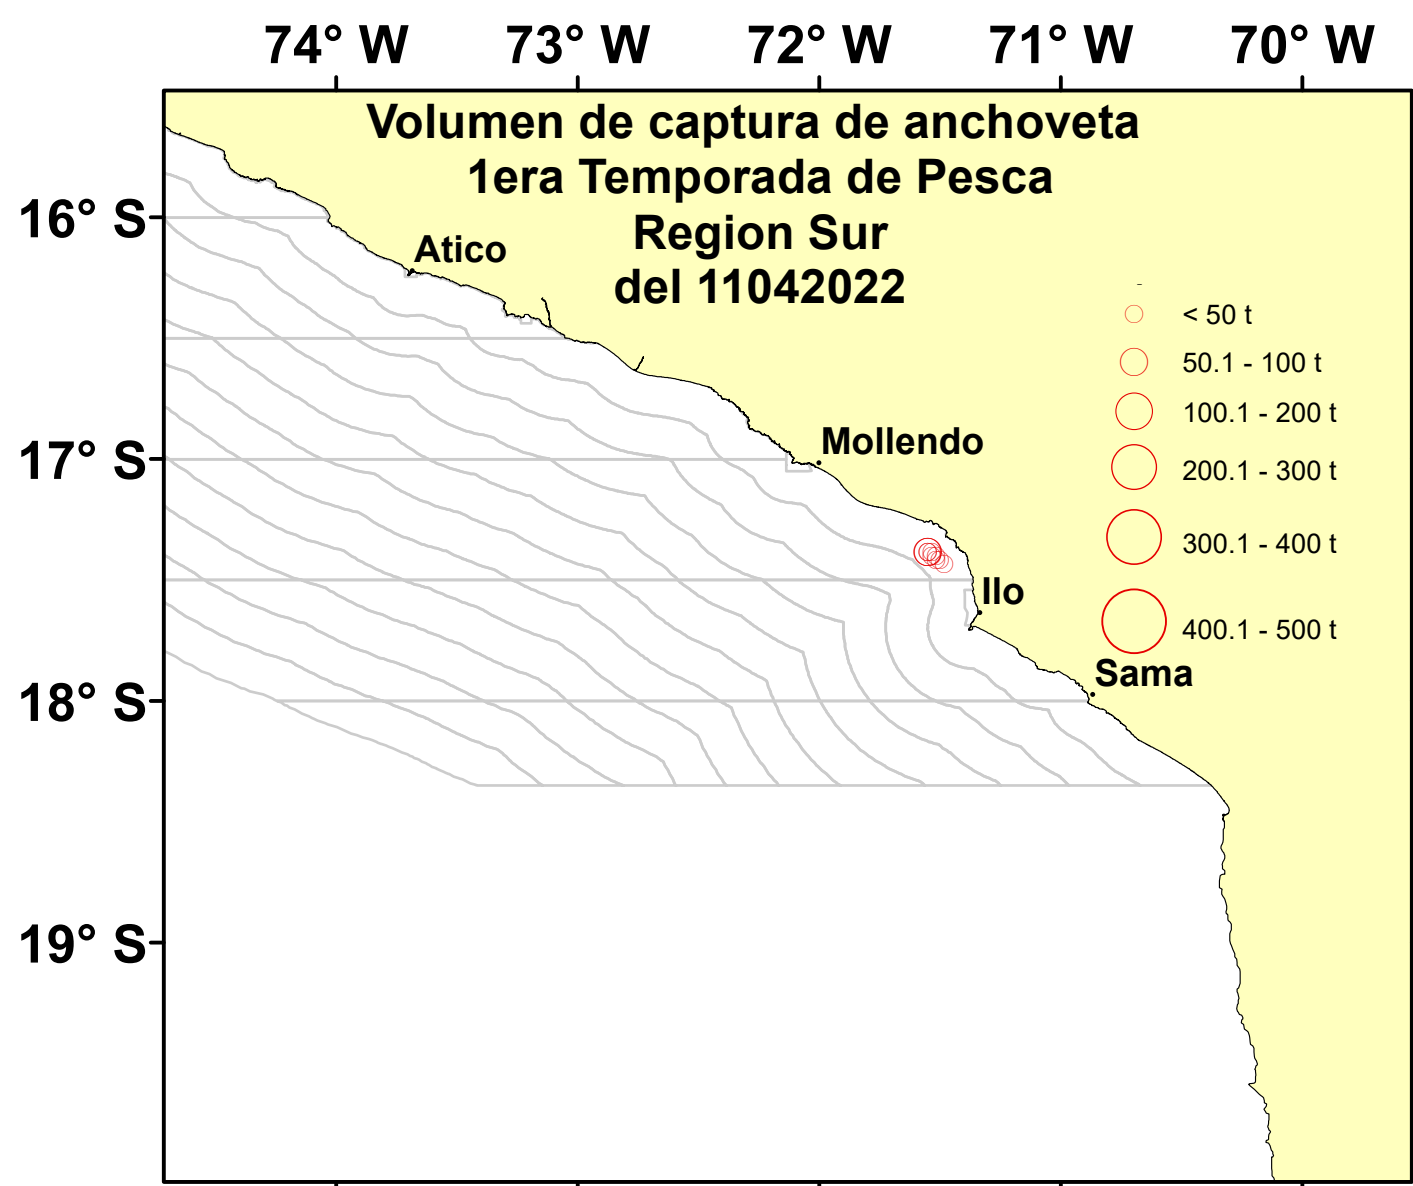 74° W 73° W 72° W 71° W 70° W
Volumen de captura de anchoveta
1era Temporada de Pesca
Region Sur
del 11042022
16° S
17° S
18° S
19° S
Atico
Mollendo
Ilo
Sama
-
< 50 t
50.1 - 100 t
100.1 - 200 t
200.1 - 300 t
300.1 - 400 t
400.1 - 500 t